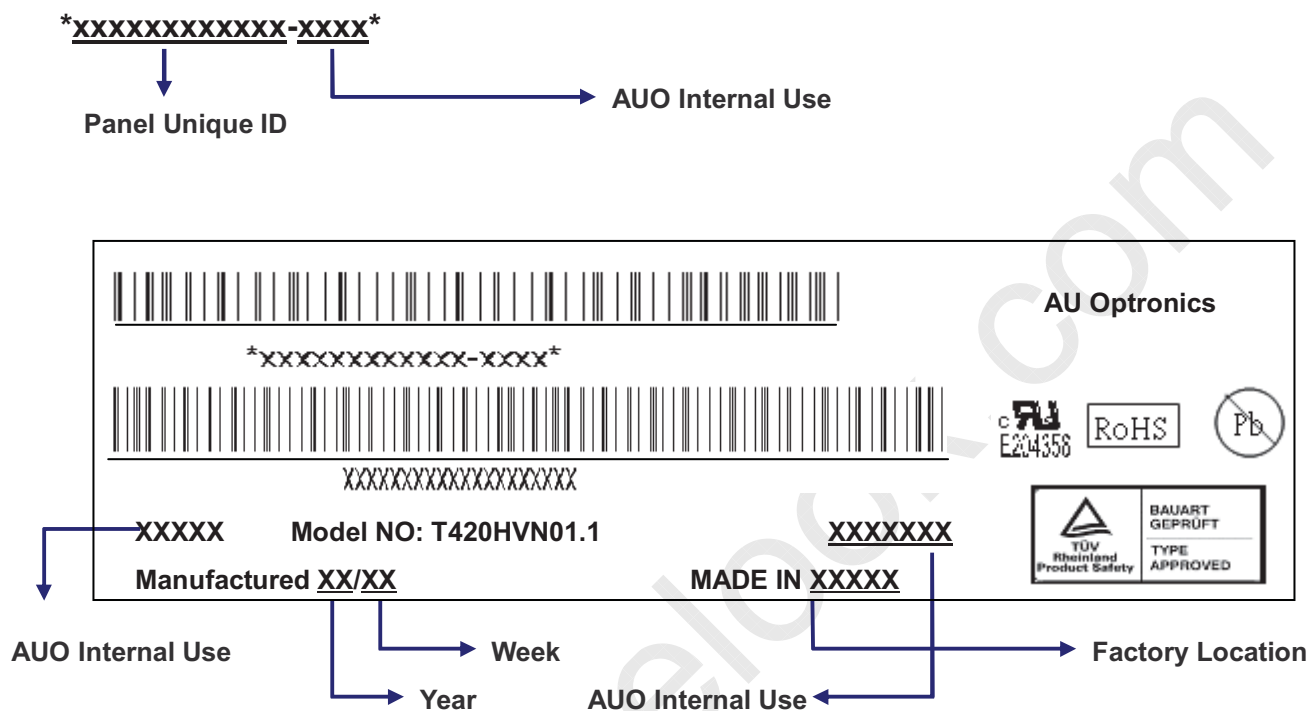 *xxxxxxxxxxxx-xxxx*
AUO Internal Use
Panel Unique ID
AU Optronics
*xxxxxxxxxxxx-xxxx*
c
E204356
RoHS
Pb
XXXXXXXXXXXXXXXXXXXX
XXXXX Model NO: T420HVN01.1 XXXXXXX
BAUART
GEPRÜFT
TÜV
Rheinland
Product Safety
TYPE
APPROVED
Manufactured XX/XX MADE IN XXXXX
AUO Internal Use
Week
Factory Location
Year
AUO Internal Use